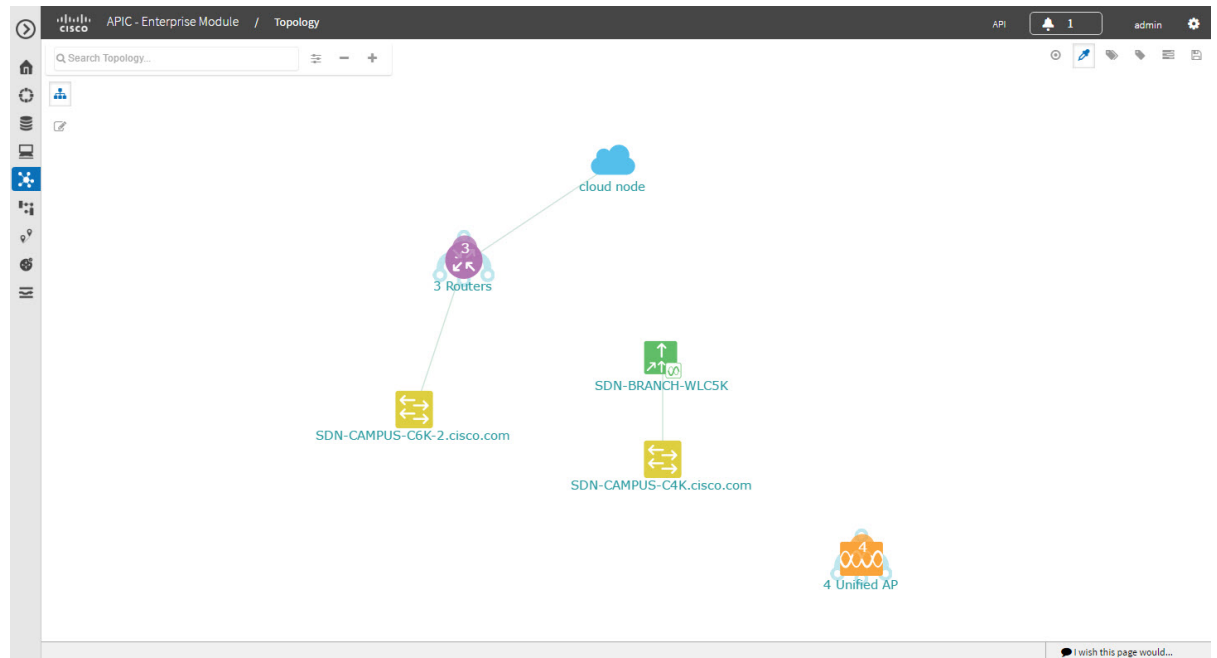 cisco APIC - Enterprise Module / Topology API 1 admin
Search Topology...
cloud node
3
3 Routers
SDN-BRANCH-WLC5K
SDN-CAMPUS-C6K-2.cisco.com
SDN-CAMPUS-C4K.cisco.com
4
4 Unified AP
I wish this page would...